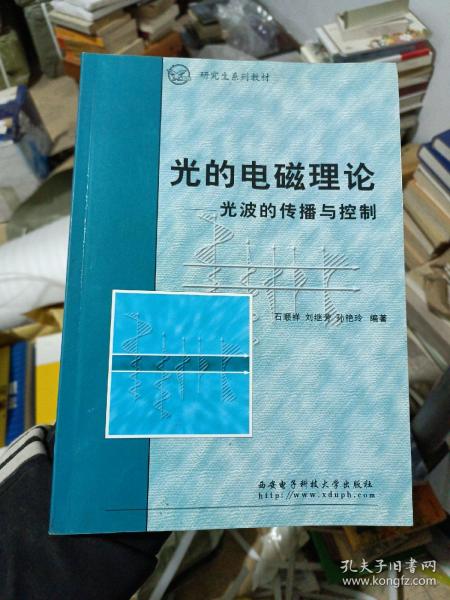 研究生系列教材
光的电磁理论
光波的传播与控制
石顺祥 刘继芳 孙艳玲 编著
西安电子科技大学出版社
http://www.xduph.com
孔夫子旧书网
www.kongfz.com